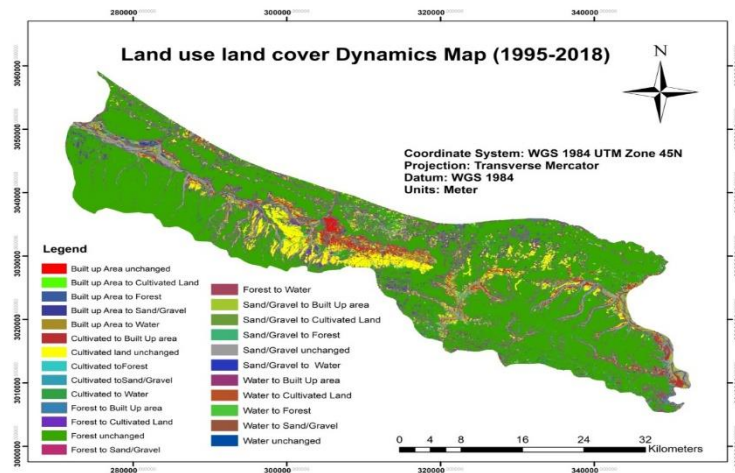 280000 300000 320000 340000
Land use land cover Dynamics Map (1995-2018)
N
Coordinate System: WGS 1984 UTM Zone 45N
Projection: Transverse Mercator
Datum: WGS 1984
Units: Meter
3060000
3050000
3040000
3030000
3020000
3010000
3000000
Legend
Built up Area unchanged
Built up Area to Cultivated Land
Built up Area to Forest
Built up Area to Sand/Gravel
Built up Area to Water
Cultivated to Built Up area
Cultivated land unchanged
Cultivated toForest
Cultivated toSand/Gravel
Cultivated to Water
Forest to Built Up area
Forest to Cultivated Land
Forest unchanged
Forest to Sand/Gravel
Forest to Water
Sand/Gravel to Built Up area
Sand/Gravel to Cultivated Land
Sand/Gravel to Forest
Sand/Gravel unchanged
Sand/Gravel to Water
Water to Built Up area
Water to Cultivated Land
Water to Forest
Water to Sand/Gravel
Water unchanged
0 4 8 16 24 32
Kilometers
280000 300000 320000 340000